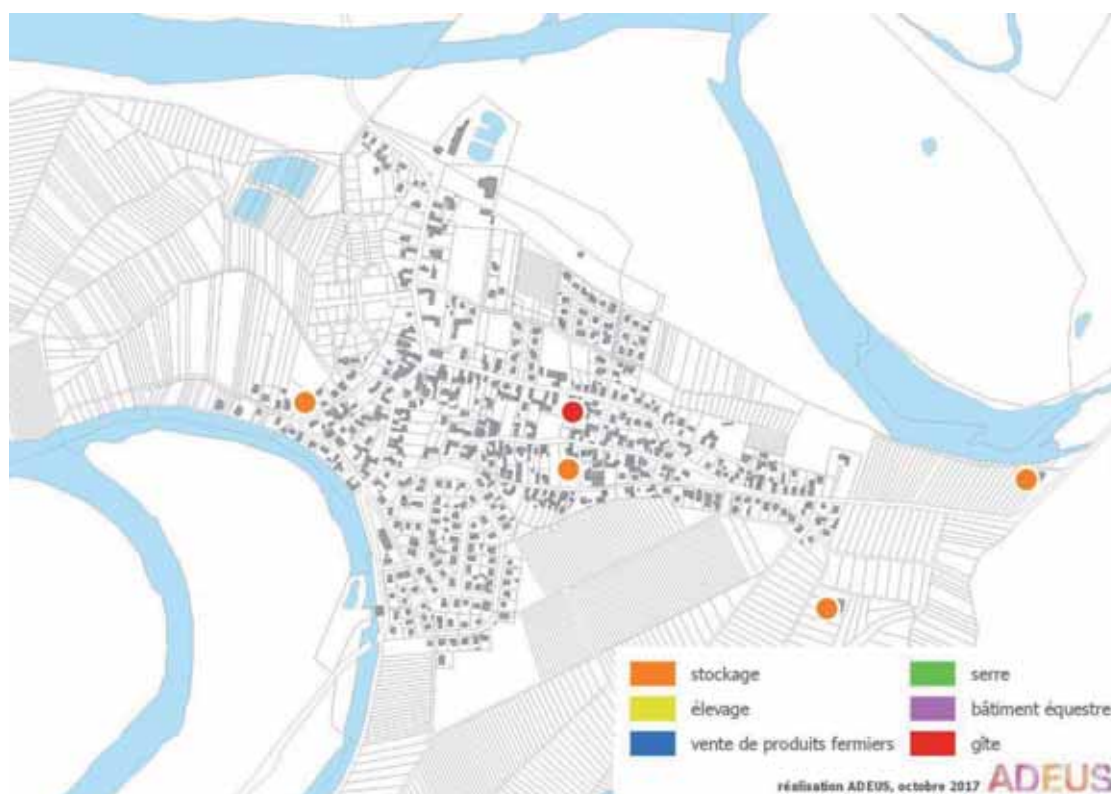 stockage
élevage
vente de produits fermiers
serre
bâtiment équestre
gîte
réalisation ADEUS, octobre 2017
ADEUS